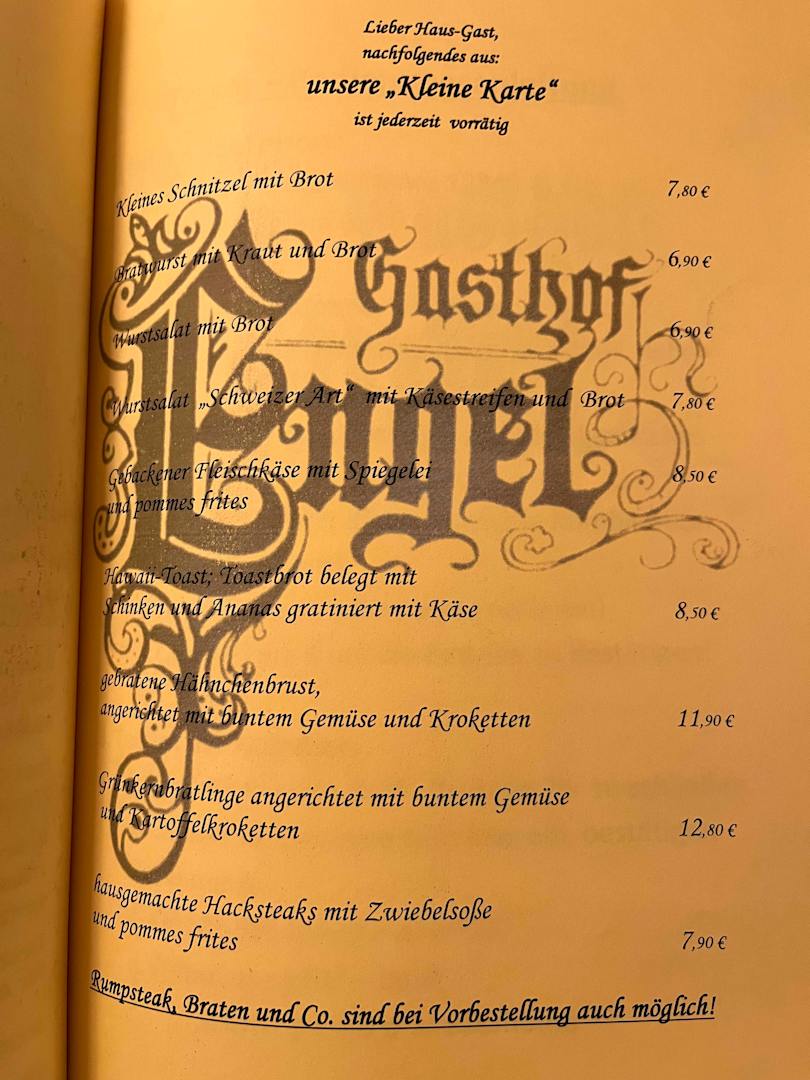 Lieber Haus-Gast,
nachfolgendes aus:
unsere „Kleine Karte“
ist jederzeit vorrätig
Kleines Schnitzel mit Brot 7,80 €
Bratwurst mit Kraut und Brot 6,90 €
Gasthof
Wurstsalat mit Brot 6,90 €
Engel
Wurstsalat „Schweizer Art“ mit Käsestreifen und Brot 7,80 €
Gebackener Fleischkäse mit Spiegelei 8,50 €
und pommes frites
Hawaii-Toast; Toastbrot belegt mit
Schinken und Ananas gratiniert mit Käse 8,50 €
gebratene Hähnchenbrust,
angerichtet mit buntem Gemüse und Kroketten 11,90 €
Grünkernbratlinge angerichtet mit buntem Gemüse
und Kartoffelkroketten 12,80 €
hausgemachte Hacksteaks mit Zwiebelsoße
und pommes frites 7,90 €
Rumpsteak, Braten und Co. sind bei Vorbestellung auch möglich!